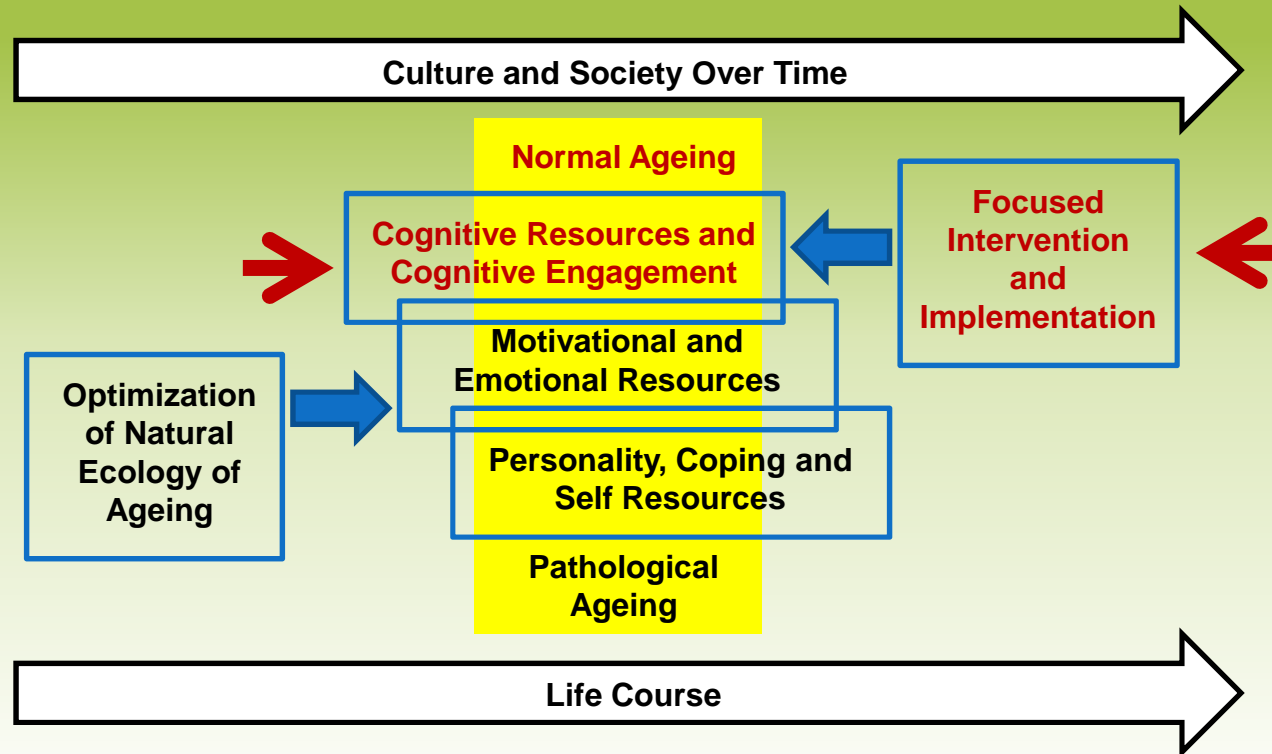 Culture and Society Over Time
Normal Ageing
Cognitive Resources and
Cognitive Engagement
Focused
Intervention
and
Implementation
Motivational and
Emotional Resources
Optimization
of Natural
Ecology of
Ageing
Personality, Coping and
Self Resources
Pathological
Ageing
Life Course